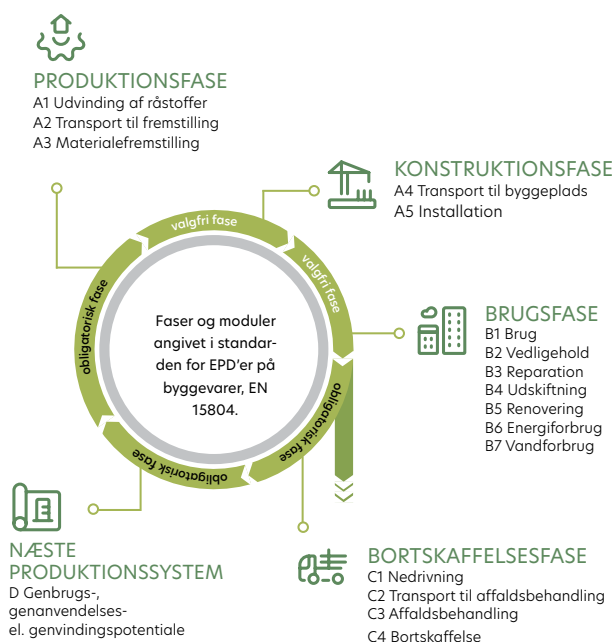 PRODUKTIONSFASE
A1 Udvinding af råstoffer
A2 Transport til fremstilling
A3 Materialefremstilling
KONSTRUKTIONSFASE
A4 Transport til byggeplads
A5 Installation
valgfri fase
valgfri fase
obligatorisk fase
obligatorisk fase
obligatorisk fase
Faser og moduler
angivet i standar-
den for EPD'er på
byggevarer, EN
15804.
BRUGSFASE
B1 Brug
B2 Vedligehold
B3 Reparation
B4 Udskiftning
B5 Renovering
B6 Energiforbrug
B7 Vandforbrug
NÆSTE
PRODUKTIONSSYSTEM
D Genbrugs-,
genanvendelses-
el. genvindingspotentiale
BORTSKAFFELSESFASE
C1 Nedrivning
C2 Transport til affaldsbehandling
C3 Affaldsbehandling
C4 Bortskaffelse